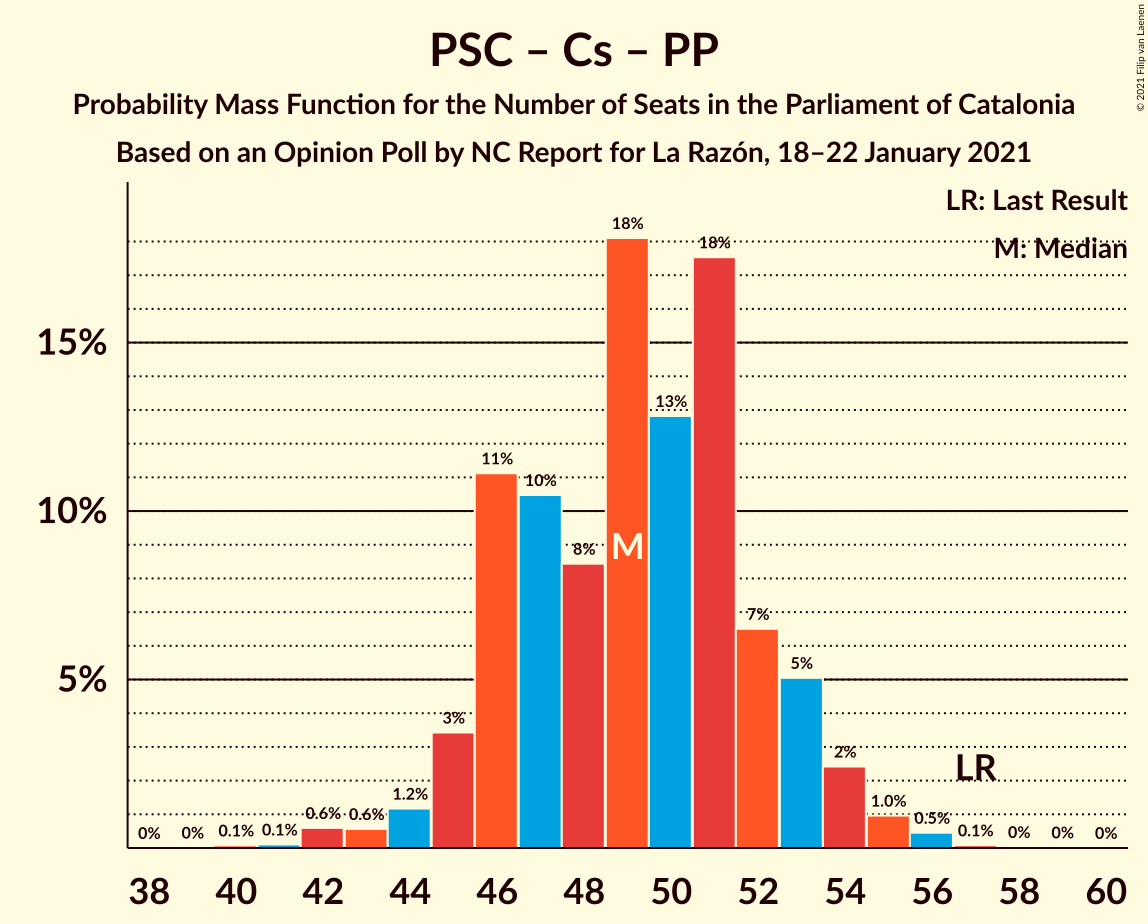 PSC – Cs – PP
Probability Mass Function for the Number of Seats in the Parliament of Catalonia
Based on an Opinion Poll by NC Report for La Razón, 18–22 January 2021
© 2021 Filip van Laenen
LR: Last Result
M: Median
15%
10%
5%
0%
0%
0.1%
0.1%
0.6%
0.6%
1.2%
3%
11%
10%
8%
18%
M
13%
18%
7%
5%
2%
1.0%
0.5%
LR
0.1%
0%
0%
0%
38 40 42 44 46 48 50 52 54 56 58 60